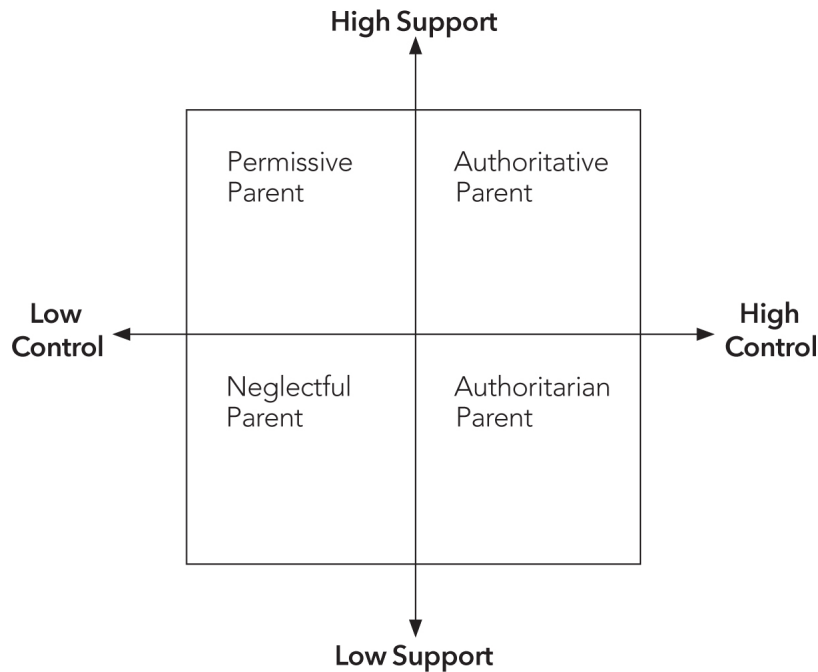 High Support
Permissive
Parent
Authoritative
Parent
Low
Control
High
Control
Neglectful
Parent
Authoritarian
Parent
Low Support